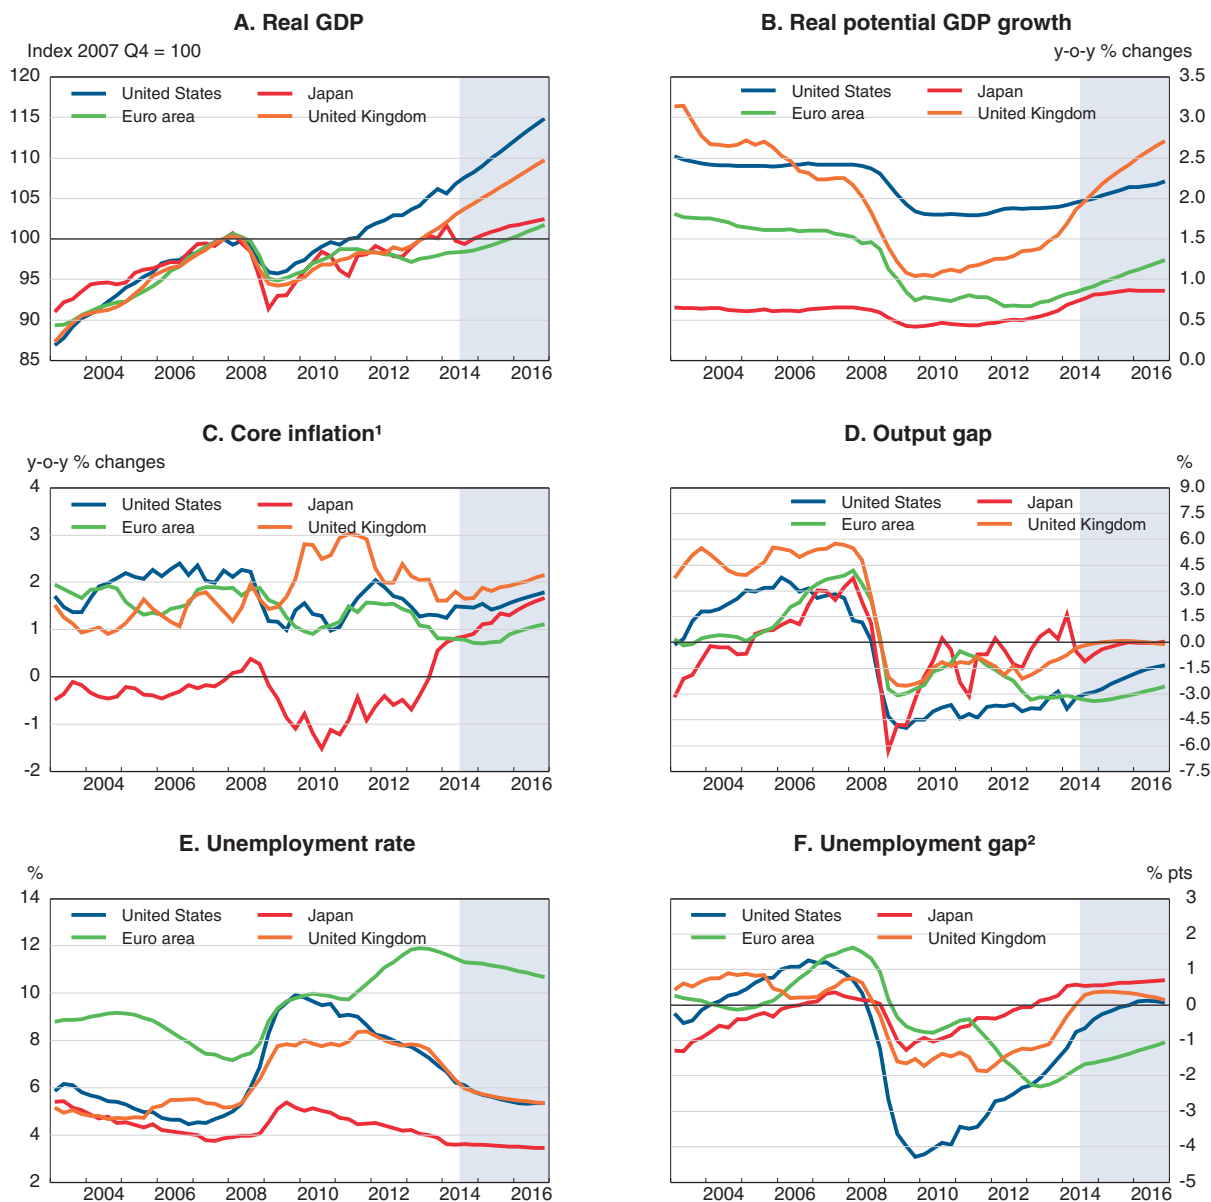 A. Real GDP
Index 2007 Q4 = 100
120
115
110
105
100
95
90
85
United States
Japan
Euro area
United Kingdom
2004 2006 2008 2010 2012 2014 2016
B. Real potential GDP growth
y-o-y % changes
3.5
3.0
2.5
2.0
1.5
1.0
0.5
0.0
United States
Japan
Euro area
United Kingdom
2004 2006 2008 2010 2012 2014 2016
C. Core inflation¹
y-o-y % changes
4
3
2
1
0
-1
-2
United States
Japan
Euro area
United Kingdom
2004 2006 2008 2010 2012 2014 2016
D. Output gap
%
9.0
7.5
6.0
4.5
3.0
1.5
0.0
-1.5
-3.0
-4.5
-6.0
-7.5
United States
Japan
Euro area
United Kingdom
2004 2006 2008 2010 2012 2014 2016
E. Unemployment rate
%
14
12
10
8
6
4
2
United States
Japan
Euro area
United Kingdom
2004 2006 2008 2010 2012 2014 2016
F. Unemployment gap²
% pts
3
2
1
0
-1
-2
-3
-4
-5
United States
Japan
Euro area
United Kingdom
2004 2006 2008 2010 2012 2014 2016